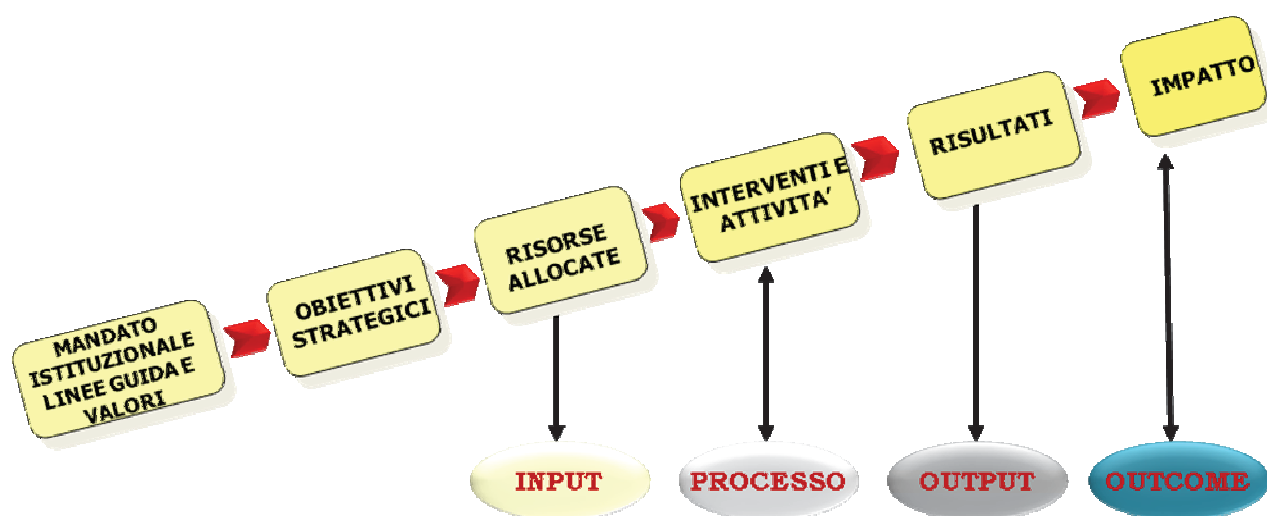 MANDATO
ISTITUZIONALE
LINEE GUIDA E
VALORI
OBIETTIVI
STRATEGICI
RISORSE
ALLOCATE
INTERVENTI E
ATTIVITA’
RISULTATI
IMPATTO
INPUT
PROCESSO
OUTPUT
OUTCOME